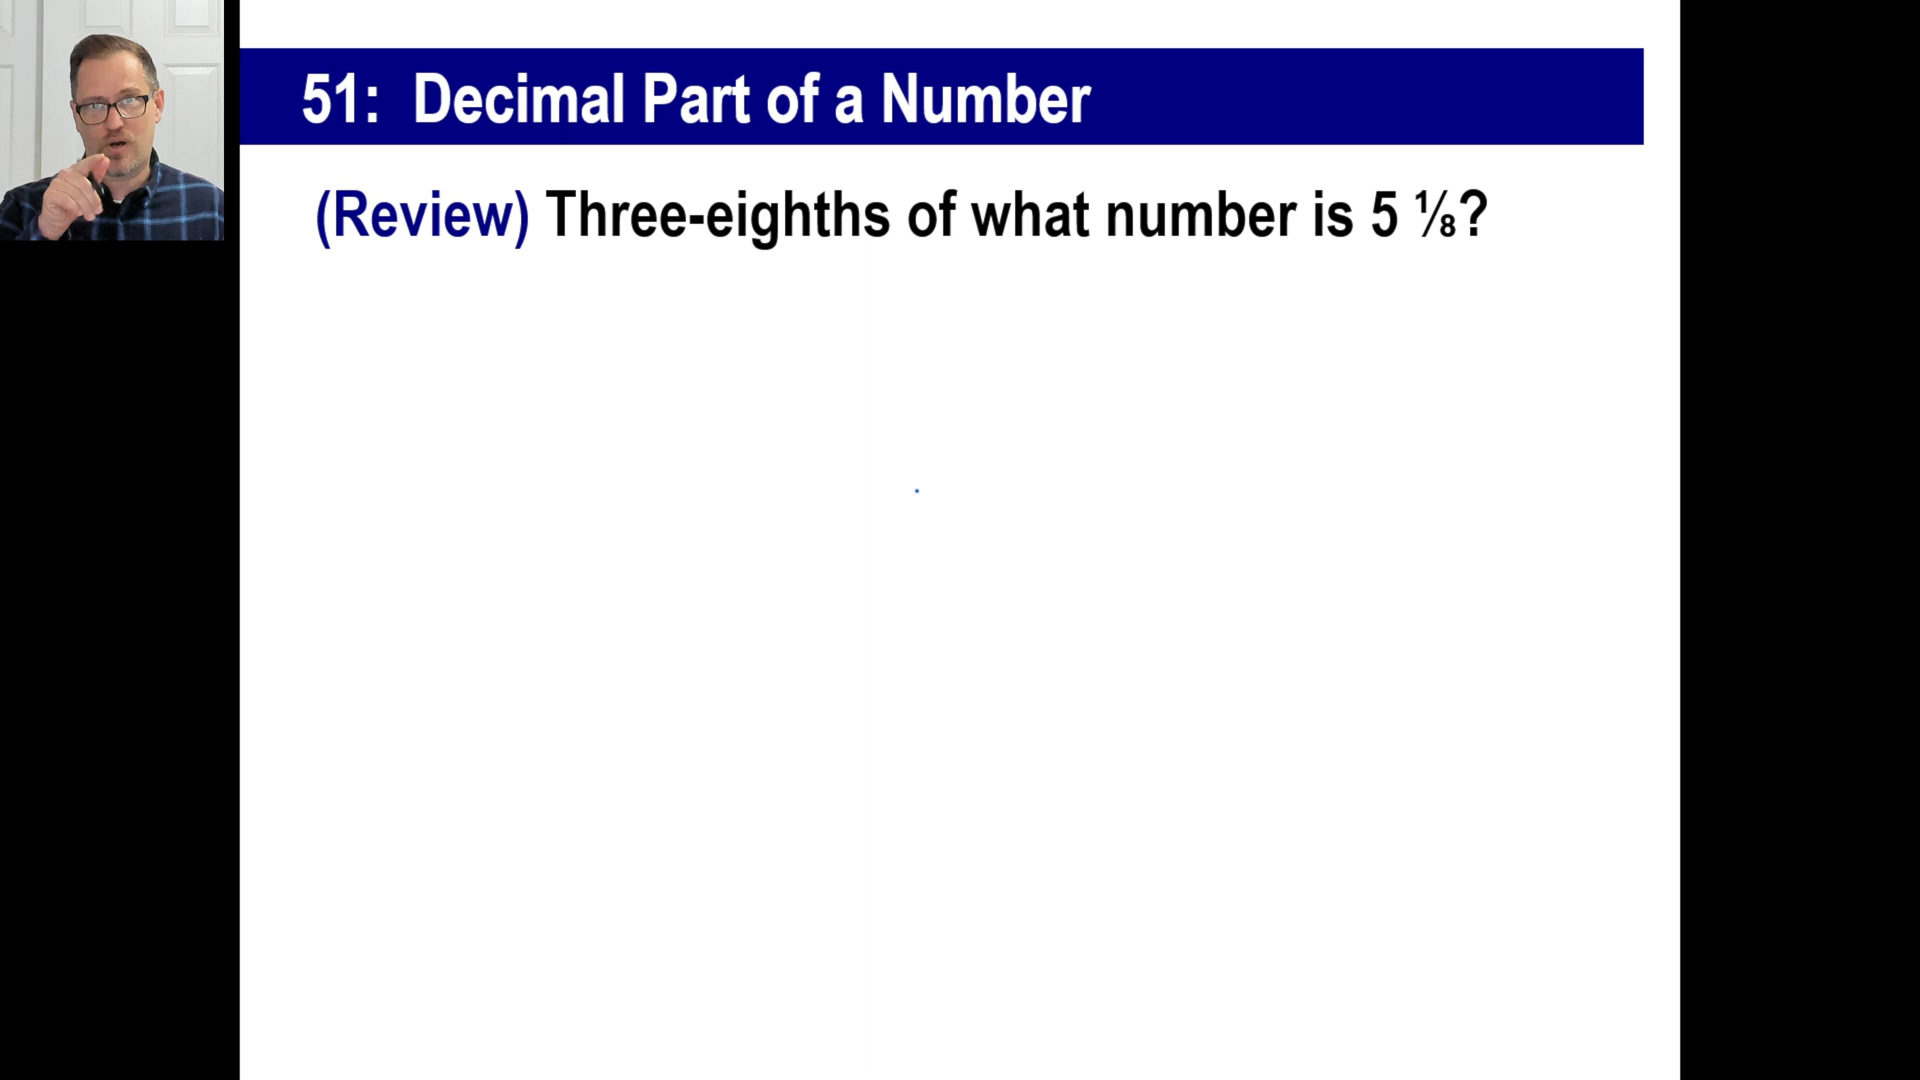 51: Decimal Part of a Number
(Review) Three-eighths of what number is 5 ⅛?